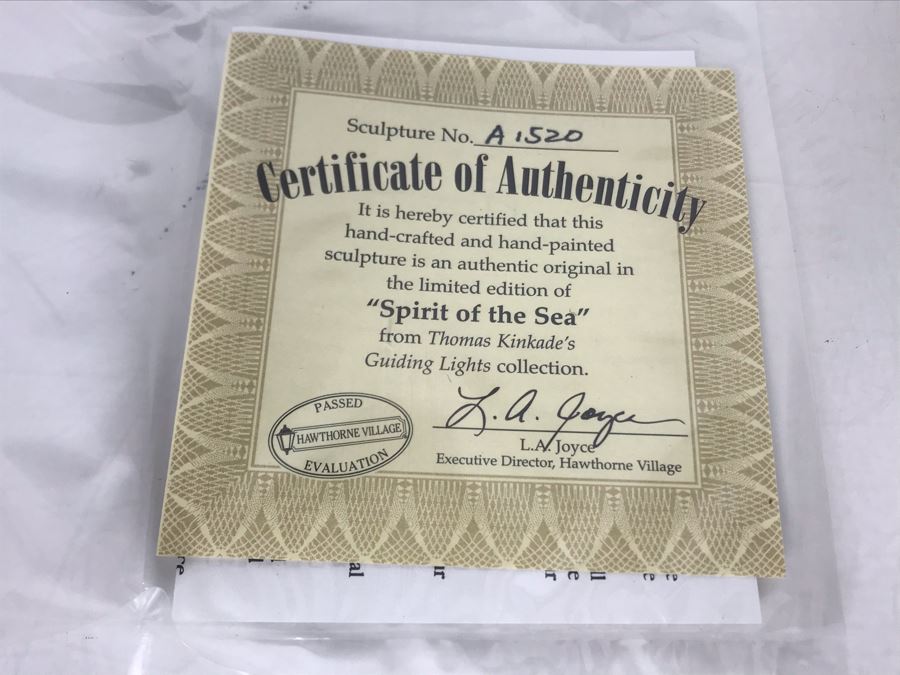 Sculpture No. A 1520
Certificate of Authenticity
It is hereby certified that this
hand-crafted and hand-painted
sculpture is an authentic original in
the limited edition of
“Spirit of the Sea”
from Thomas Kinkade's
Guiding Lights collection.
PASSED
HAWTHORNE VILLAGE
EVALUATION
L. A. Joyce
L.A. Joyce
Executive Director, Hawthorne Village